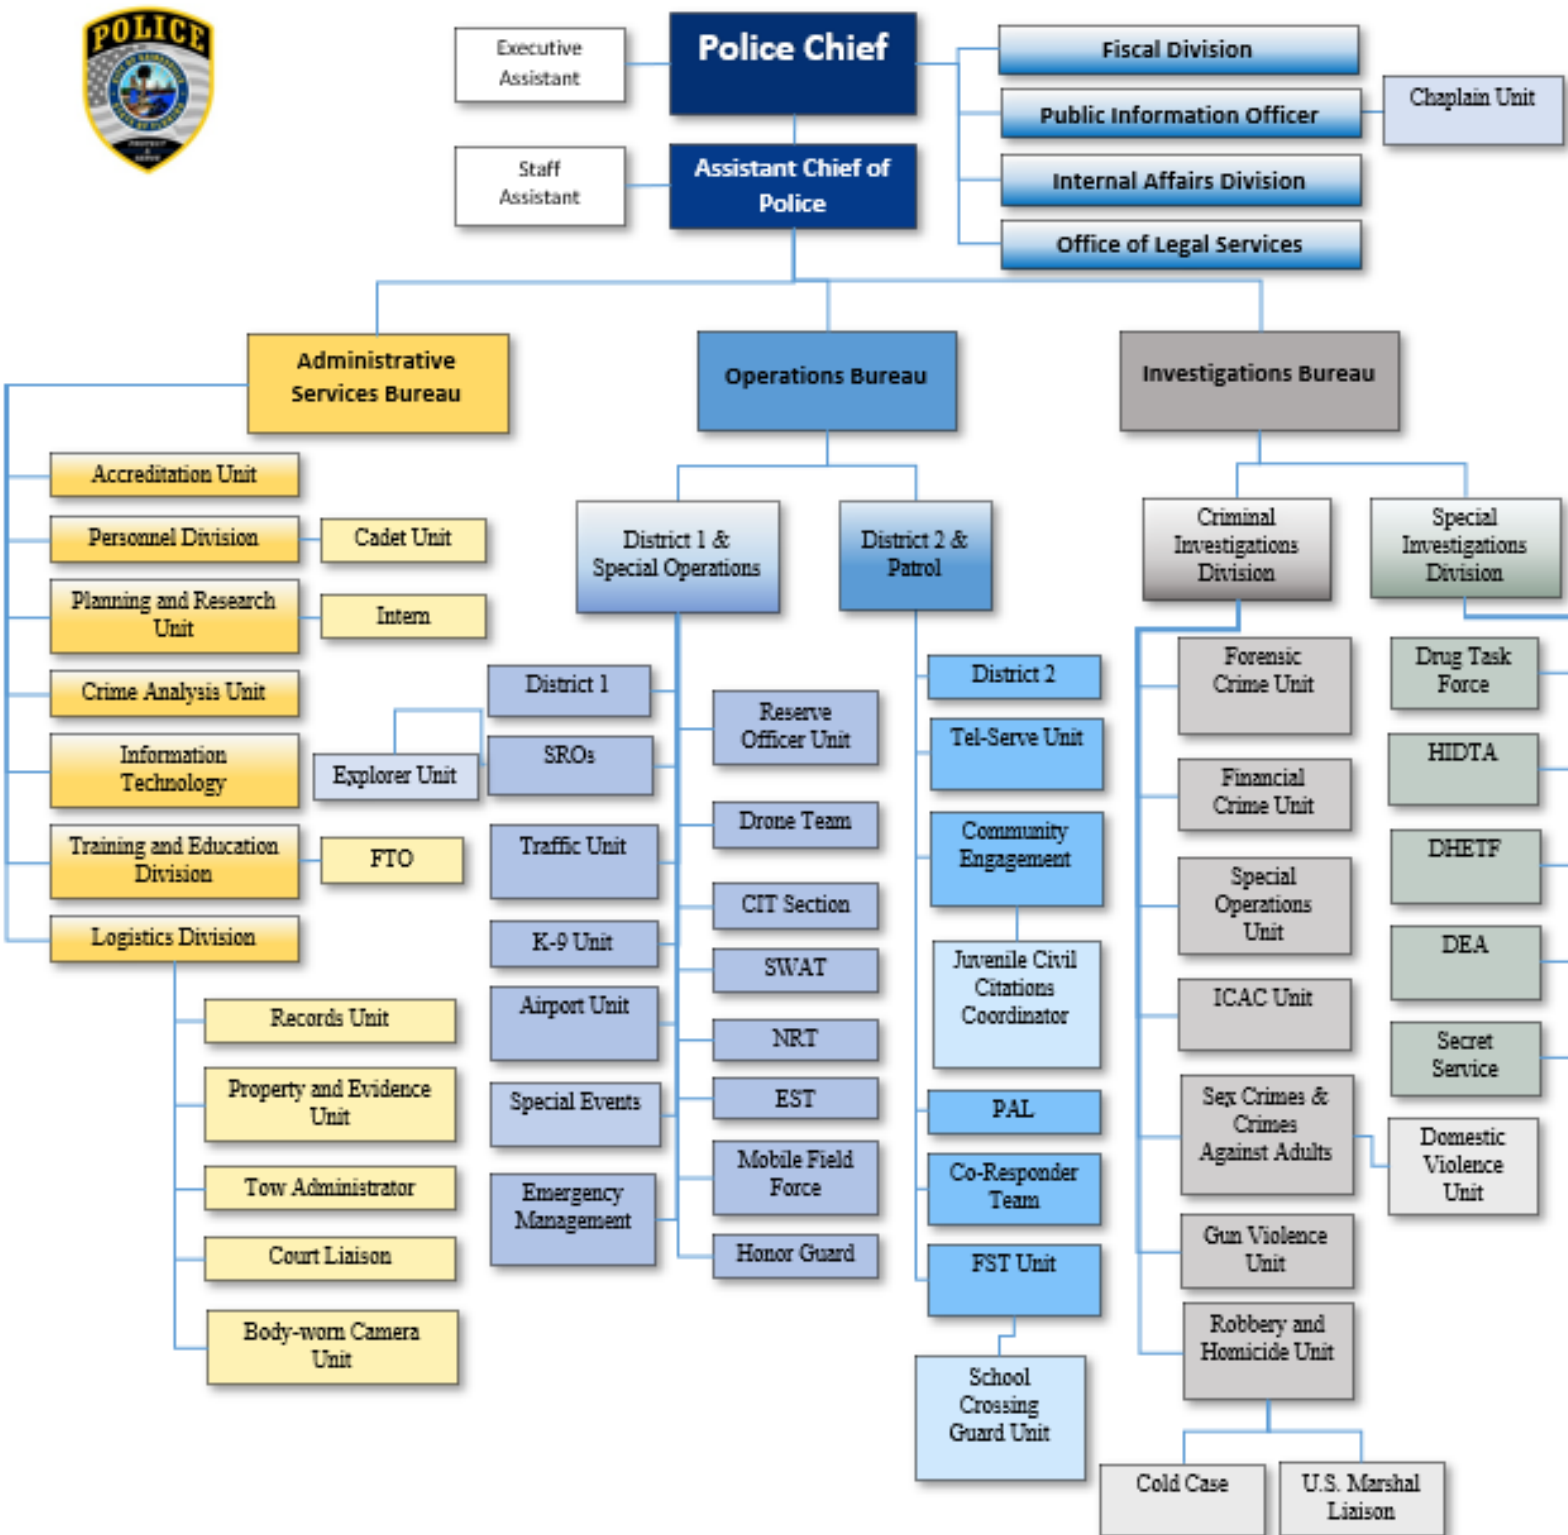 POLICE
Executive
Assistant
Police Chief
Fiscal Division
Public Information Officer
Chaplain Unit
Staff
Assistant
Assistant Chief of
Police
Internal Affairs Division
Office of Legal Services
Administrative
Services Bureau
Operations Bureau
Investigations Bureau
Accreditation Unit
Personnel Division
Cadet Unit
Planning and Research
Unit
Intern
Crime Analysis Unit
Information
Technology
Training and Education
Division
FTO
Logistics Division
Records Unit
Property and Evidence
Unit
Tow Administrator
Court Liaison
Body-worn Camera
Unit
District 1 &
Special Operations
District 1
Explorer Unit
SROs
Traffic Unit
K-9 Unit
Airport Unit
Special Events
Emergency
Management
Reserve
Officer Unit
Drone Team
CIT Section
SWAT
NRT
EST
Mobile Field
Force
Honor Guard
District 2 &
Patrol
District 2
Tel-Serve Unit
Community
Engagement
Juvenile Civil
Citations
Coordinator
PAL
Co-Responder
Team
FST Unit
School
Crossing
Guard Unit
Criminal
Investigations
Division
Forensic
Crime Unit
Financial
Crime Unit
Special
Operations
Unit
ICAC Unit
Sex Crimes &
Crimes
Against Adults
Domestic
Violence
Unit
Gun Violence
Unit
Robbery and
Homicide Unit
Cold Case
U.S. Marshal
Liaison
Special
Investigations
Division
Drug Task
Force
HIDTA
DHETF
DEA
Secret
Service